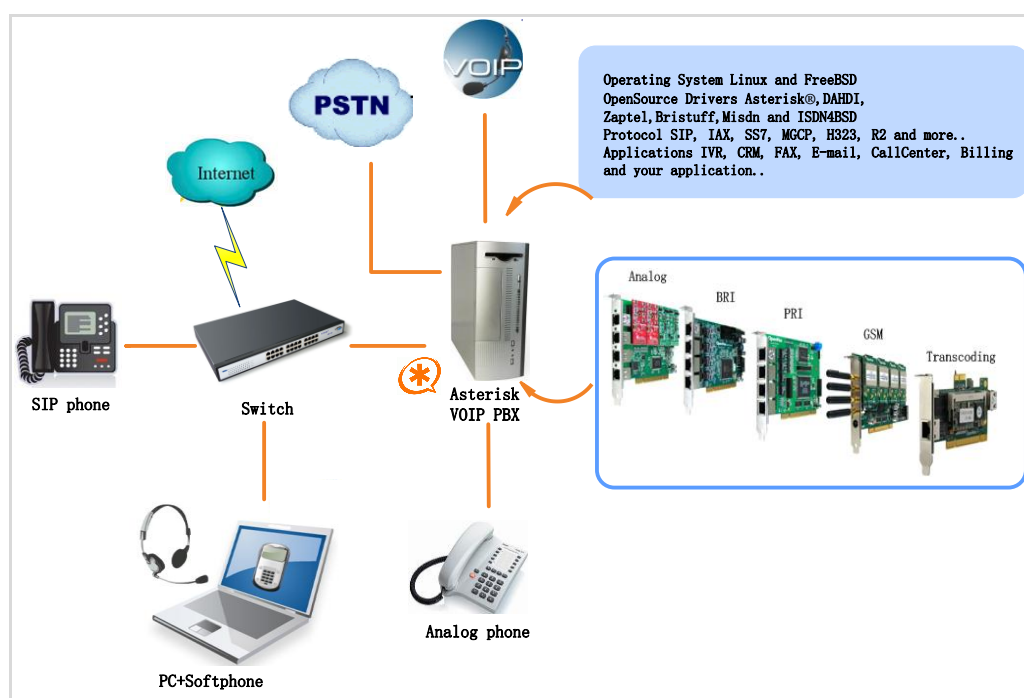 VOIP
PSTN
Operating System Linux and FreeBSD
OpenSource Drivers Asterisk®,DAHDI,
Zaptel,Bristuff,Misdn and ISDN4BSD
Protocol SIP, IAX, SS7, MGCP, H323, R2 and more..
Applications IVR, CRM, FAX, E-mail, CallCenter, Billing
and your application..
Internet
Analog
BRI
PRI
GSM
Transcoding
SIP phone
Switch
Asterisk
VOIP PBX
Analog phone
PC+Softphone